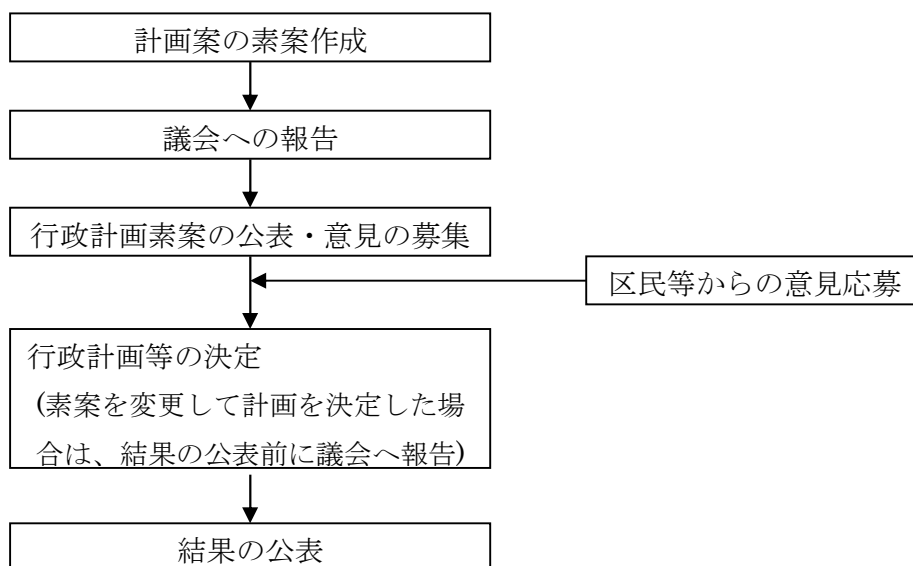 計画案の素案作成
議会への報告
行政計画素案の公表・意見の募集
区民等からの意見応募
行政計画等の決定
(素案を変更して計画を決定した場
合は、結果の公表前に議会へ報告)
結果の公表